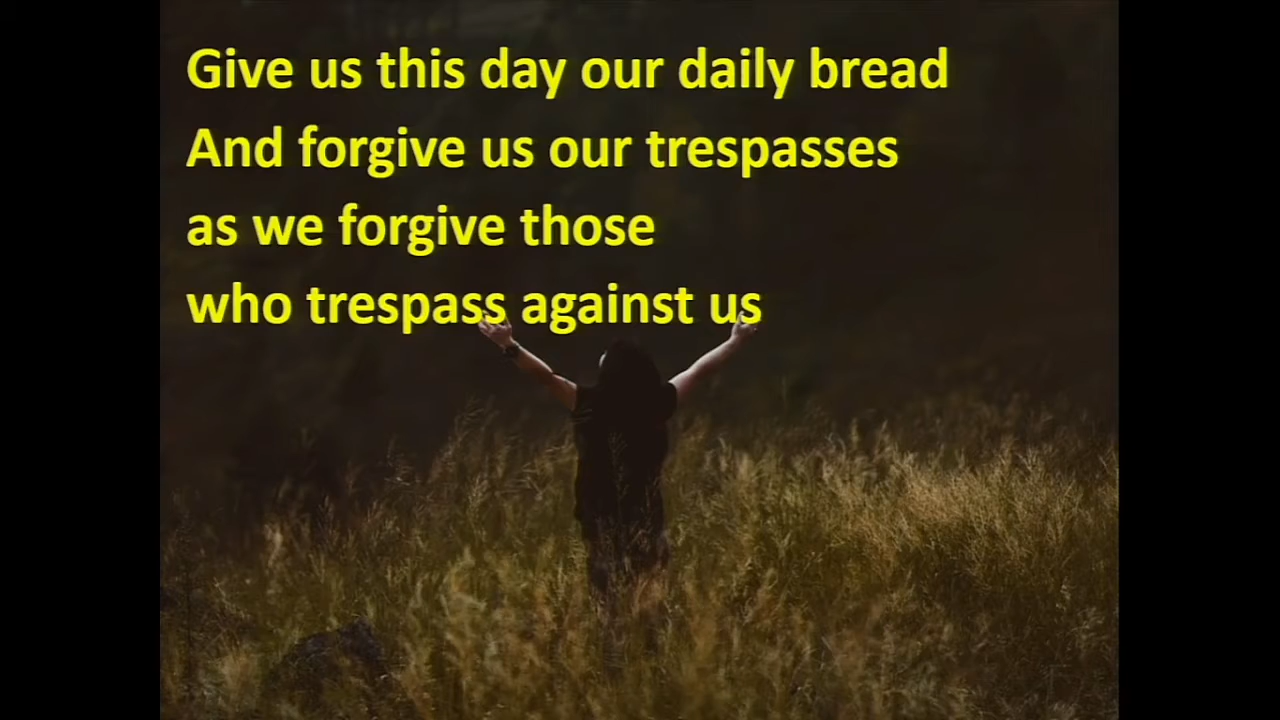 Give us this day our daily bread
And forgive us our trespasses
as we forgive those
who trespass against us